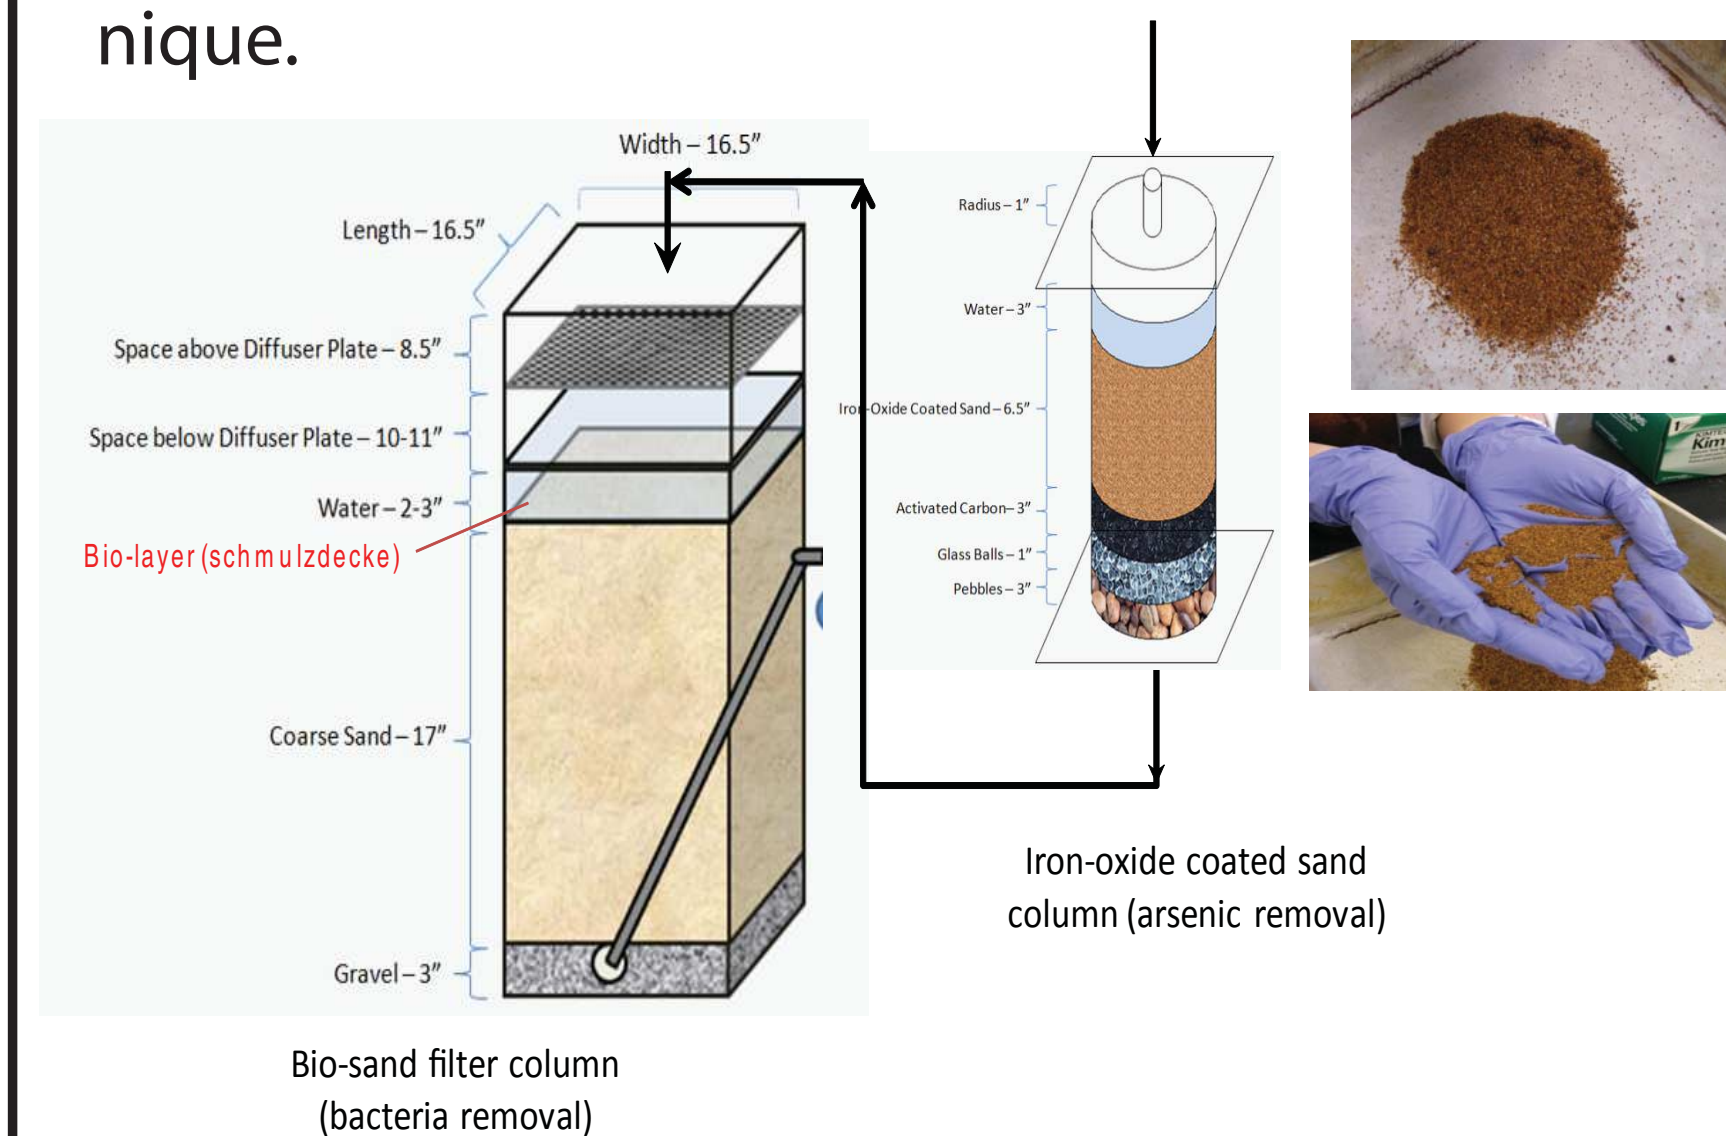 nique.
Width – 16.5”
Length – 16.5”
Space above Diffuser Plate – 8.5”
Space below Diffuser Plate – 10-11”
Water – 2-3”
Bio-layer (schmulzdecke)
Coarse Sand – 17”
Gravel – 3”
Bio-sand filter column
(bacteria removal)
Radius – 1”
Water – 3”
Iron-Oxide Coated Sand – 6.5”
Activated Carbon– 3”
Glass Balls – 1”
Pebbles – 3”
Iron-oxide coated sand
column (arsenic removal)
1